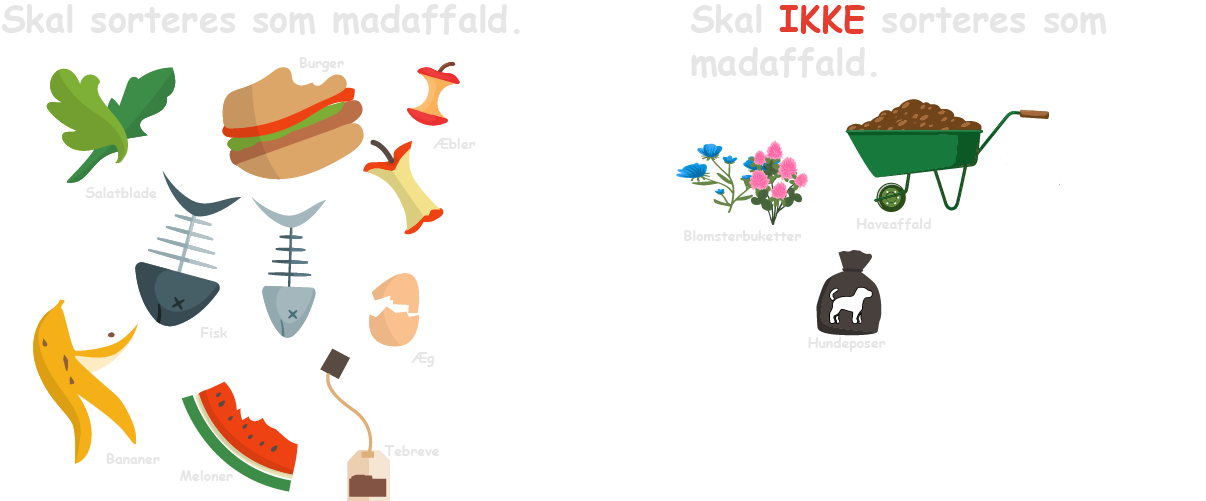 Skal sorteres som madaffald.
Burger
Æbler
Salatblade
Fisk
Æg
Bananer
Meloner
Tebreve
Skal IKKE sorteres som
madaffald.
Blomsterbuketter
Haveaffald
Hundeposer